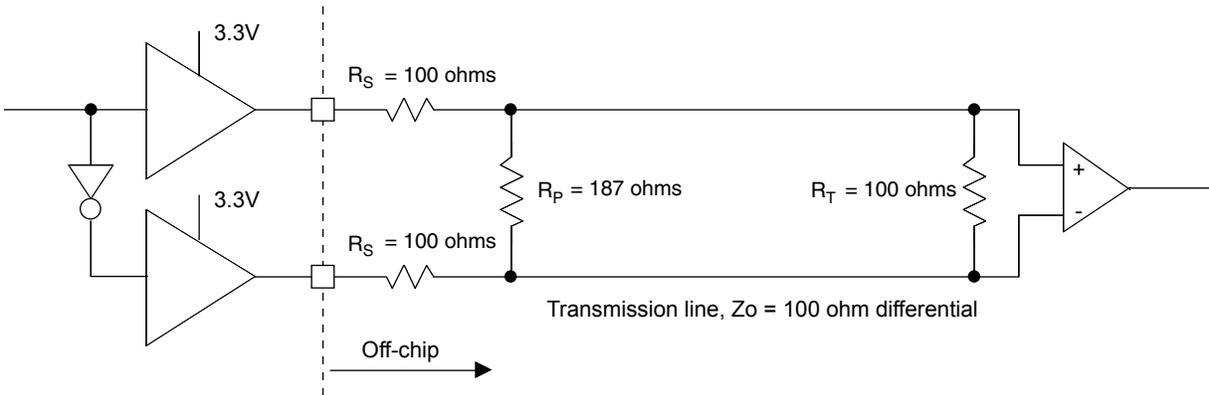 3.3V
R_S = 100 ohms
3.3V
R_P = 187 ohms
R_T = 100 ohms
+
-
R_S = 100 ohms
Transmission line, Zo = 100 ohm differential
Off-chip